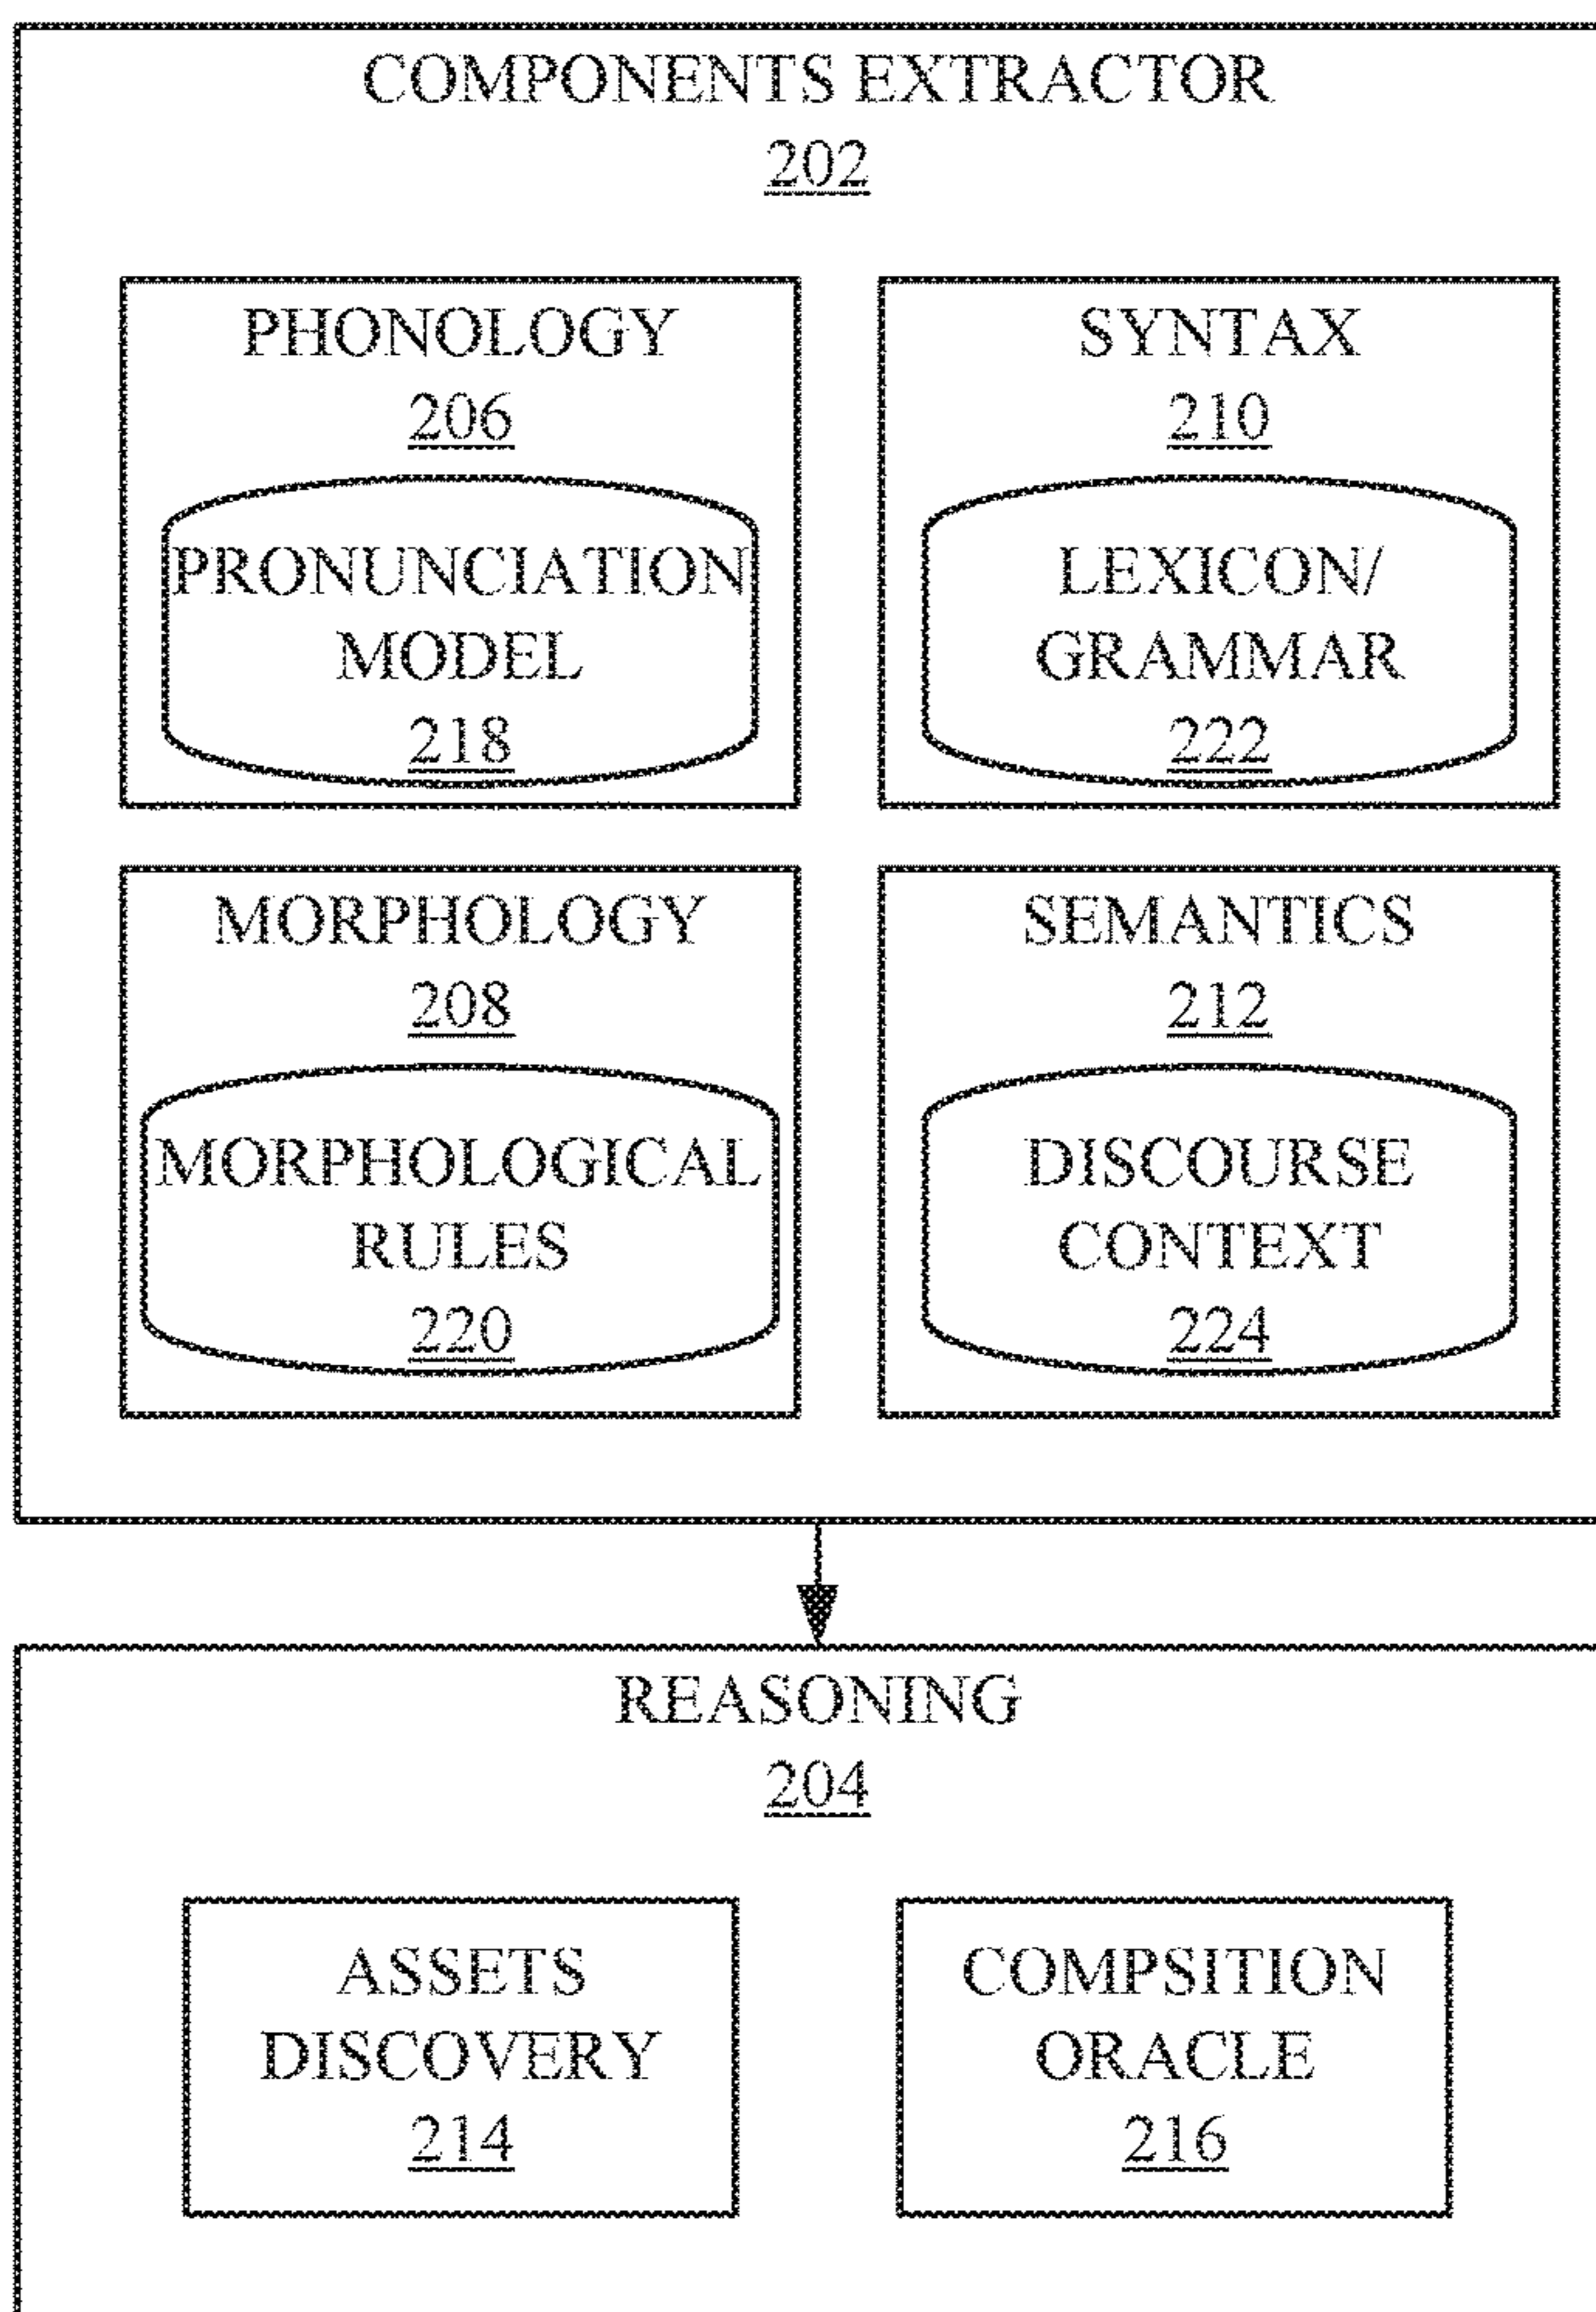 COMPONENTS EXTRACTOR
202
PHONOLOGY
206
PRONUNCIATION
MODEL
218
SYNTAX
210
LEXICON/
GRAMMAR
222
MORPHOLOGY
208
MORPHOLOGICAL
RULES
220
SEMANTICS
212
DISCOURSE
CONTEXT
224
REASONING
204
ASSETS
DISCOVERY
214
COMPSITION
ORACLE
216